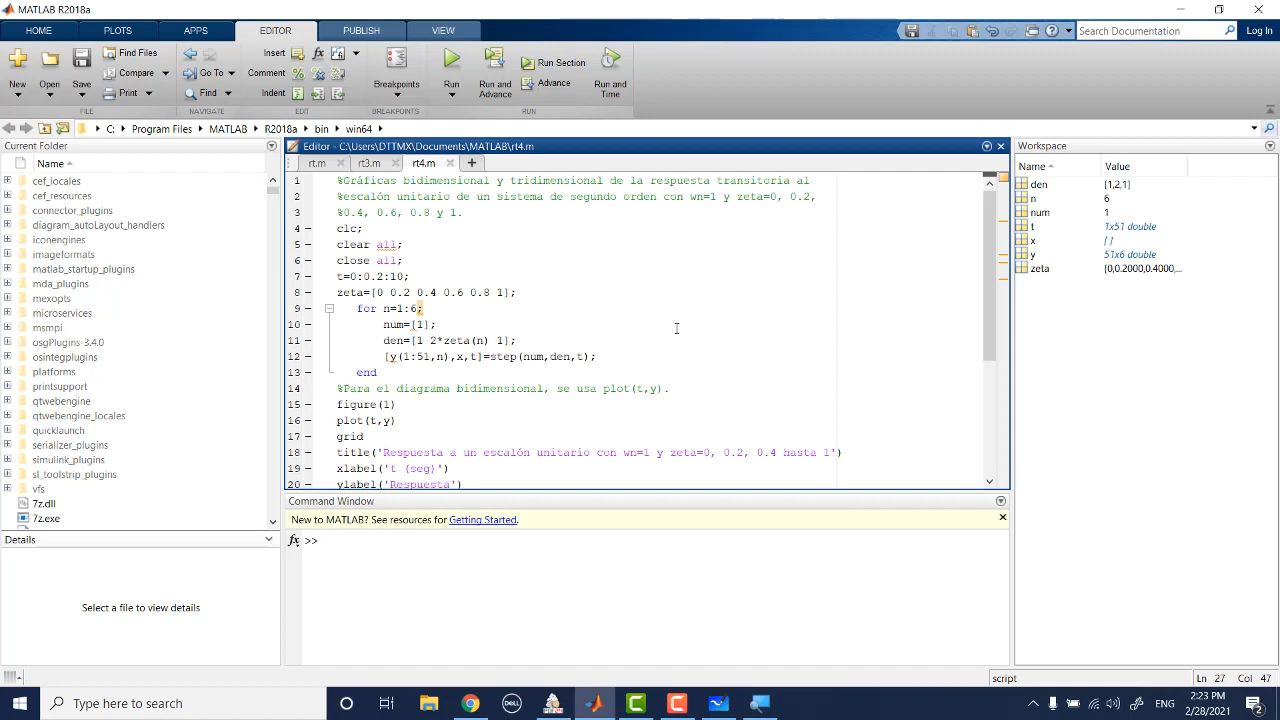 MATLAB R2018a
HOME PLOTS APPS EDITOR PUBLISH VIEW
Search Documentation Log In
New Open Save Find Files Compare Print
Go To Find
Insert Comment Indent
Breakpoints Run Run and Advance Run Section Advance Run and Time
FILE NAVIGATE EDIT BREAKPOINTS RUN
C: Program Files MATLAB R2018a bin win64
Current Folder
Name
cef_locales
cef_resources
connector_plugins
diagram_autoLayout_handlers
iconengines
imageformats
matlab_startup_plugins
mda_plugins
mexopts
microservices
msmpi
osgPlugins-3.4.0
osintegplugins
platforms
printsupport
qtwebengine
qtwebengine_locales
quicklaunch
serializer_plugins
simulink_plugins
sl_toolstrip_plugins
vfs
7z.dll
7z.exe
Details
Select a file to view details
Editor - C:\Users\DTTMX\Documents\MATLAB\rt4.m
rt.m rt3.m rt4.m
1 %Gráficas bidimensional y tridimensional de la respuesta transitoria al
2 %escalón unitario de un sistema de segundo orden con wn=1 y zeta=0, 0.2,
3 %0.4, 0.6, 0.8 y 1.
4 clc;
5 clear all;
6 close all;
7 t=0:0.2:10;
8 zeta=[0 0.2 0.4 0.6 0.8 1];
9 for n=1:6;
10 num=[1];
11 den=[1 2*zeta(n) 1];
12 [y(1:51,n),x,t]=step(num,den,t);
13 end
14 %Para el diagrama bidimensional, se usa plot(t,y).
15 figure(1)
16 plot(t,y)
17 grid
18 title('Respuesta a un escalón unitario con wn=1 y zeta=0, 0.2, 0.4 hasta 1')
19 xlabel('t (seg)')
20 ylabel('Respuesta')
Command Window
New to MATLAB? See resources for Getting Started.
fx >>
Workspace
Name Value
den [1,2,1]
n 6
num 1
t 1x51 double
x []
y 51x6 double
zeta [0,0.2000,0.4000,...
script Ln 27 Col 47
Type here to search
DELL
ENG
2:23 PM
2/28/2021
2